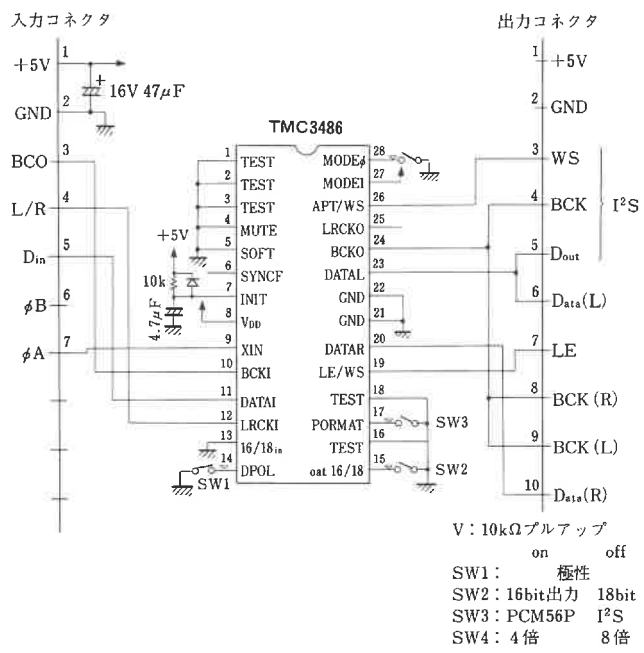 入力コネクタ
1
+5V
+
16V 47μF
2
GND
3
BCO
4
L/R
5
Din
6
φB
7
φA
+5V
10k
4.7μF
TMC3486
1 TEST
2 TEST
3 TEST
4 MUTE
5 SOFT
6 SYNCF
7 INIT
8 VDD
9 XIN
10 BCKI
11 DATAI
12 LRCKI
13 16/18in
14 DPOL
SW1
MODEφ 28
MODEI 27
APT/WS 26
LRCKO 25
BCKO 24
DATAL 23
GND 22
GND 21
DATAR 20
LE/WS 19
TEST 18
PORMAT 17
SW3
TEST 16
oat 16/18 15
SW2
出力コネクタ
1 +5V
2 GND
3 WS
4 BCK
I²S
5 Dout
6 Data(L)
7 LE
8 BCK(R)
9 BCK(L)
10 Data(R)
V:10kΩプルアップ
on off
SW1: 極性
SW2:16bit出力 18bit
SW3:PCM56P I²S
SW4:4倍 8倍